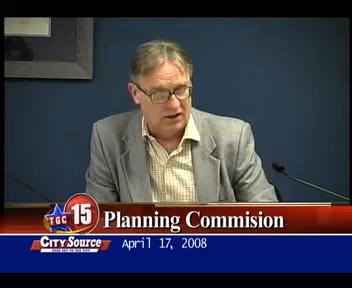 TGC 15
Planning Commision
CITY SOURCE
April 17, 2008